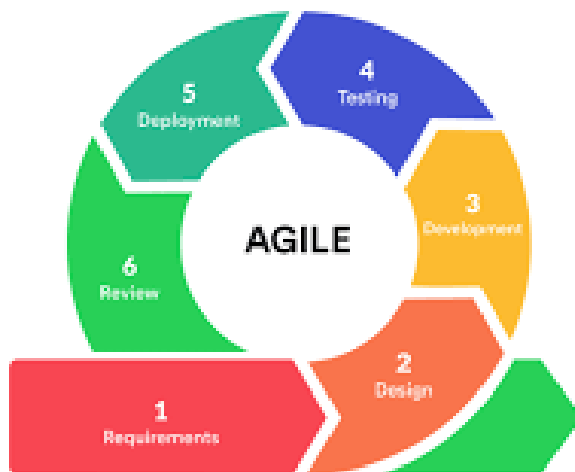 AGILE
1
Requirements
2
Design
3
Development
4
Testing
5
Deployment
6
Review